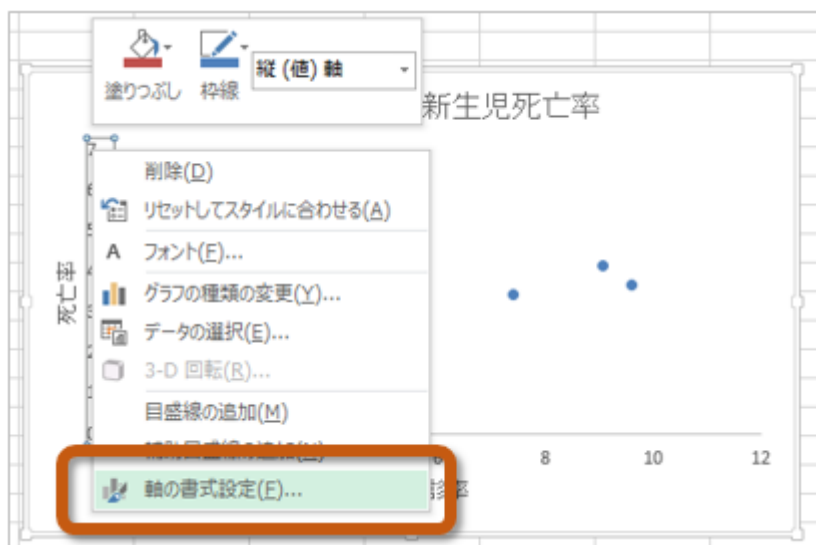 塗りつぶし 枠線 縦 (値) 軸
新生児死亡率
7
削除(D)
リセットしてスタイルに合わせる(A)
A フォント(F)...
グラフの種類の変更(Y)...
データの選択(E)...
3-D 回転(R)...
目盛線の追加(M)
軸の書式設定(F)...
死亡率
8 10 12